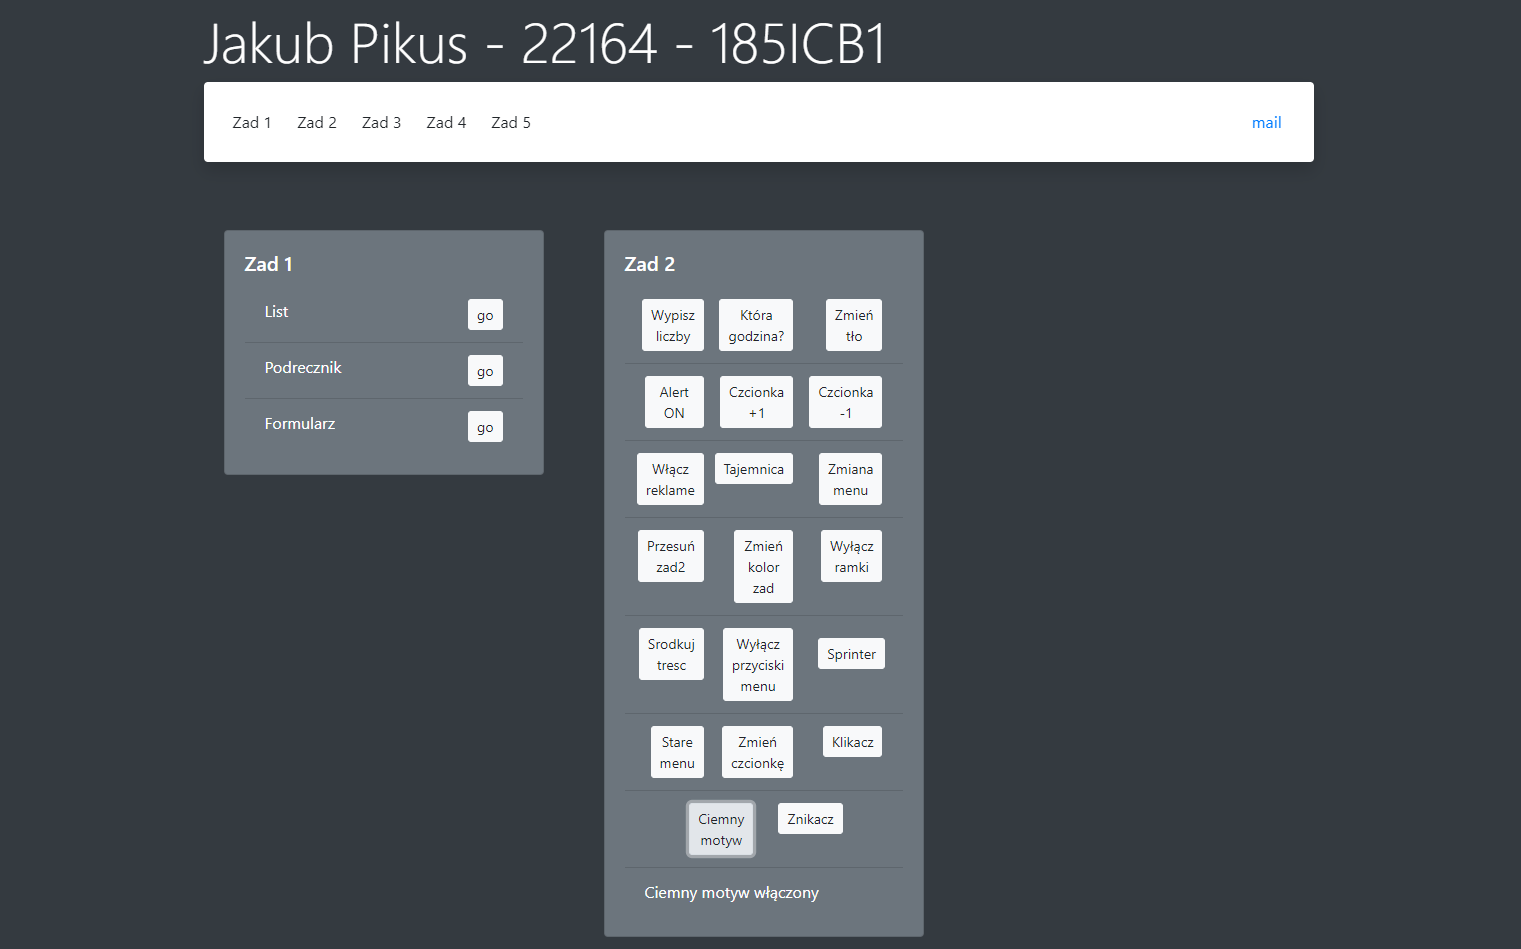 Jakub Pikus - 22164 - 185ICB1
Zad 1 Zad 2 Zad 3 Zad 4 Zad 5 mail
Zad 1
List go
Podrecznik go
Formularz go
Zad 2
Wypisz
liczby
Która
godzina?
Zmień
tło
Alert
ON
Czcionka
+1
Czcionka
-1
Włącz
reklame
Tajemnica
Zmiana
menu
Przesuń
zad2
Zmień
kolor
zad
Wyłącz
ramki
Srodkuj
tresc
Wyłącz
przyciski
menu
Sprinter
Stare
menu
Zmień
czcionkę
Klikacz
Ciemny
motyw
Znikacz
Ciemny motyw włączony